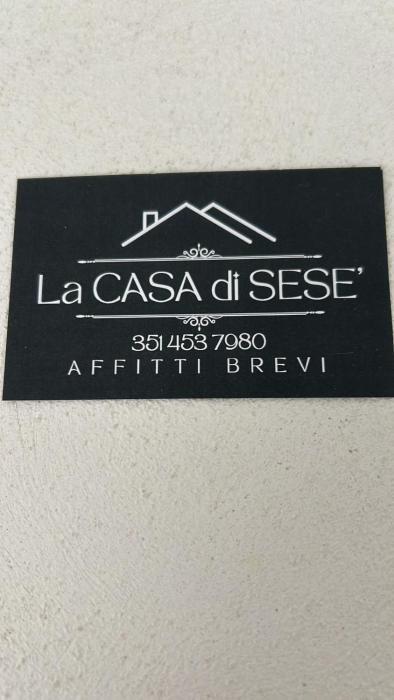 La CASA di SESE'
351 453 7980
AFFITTI BREVI